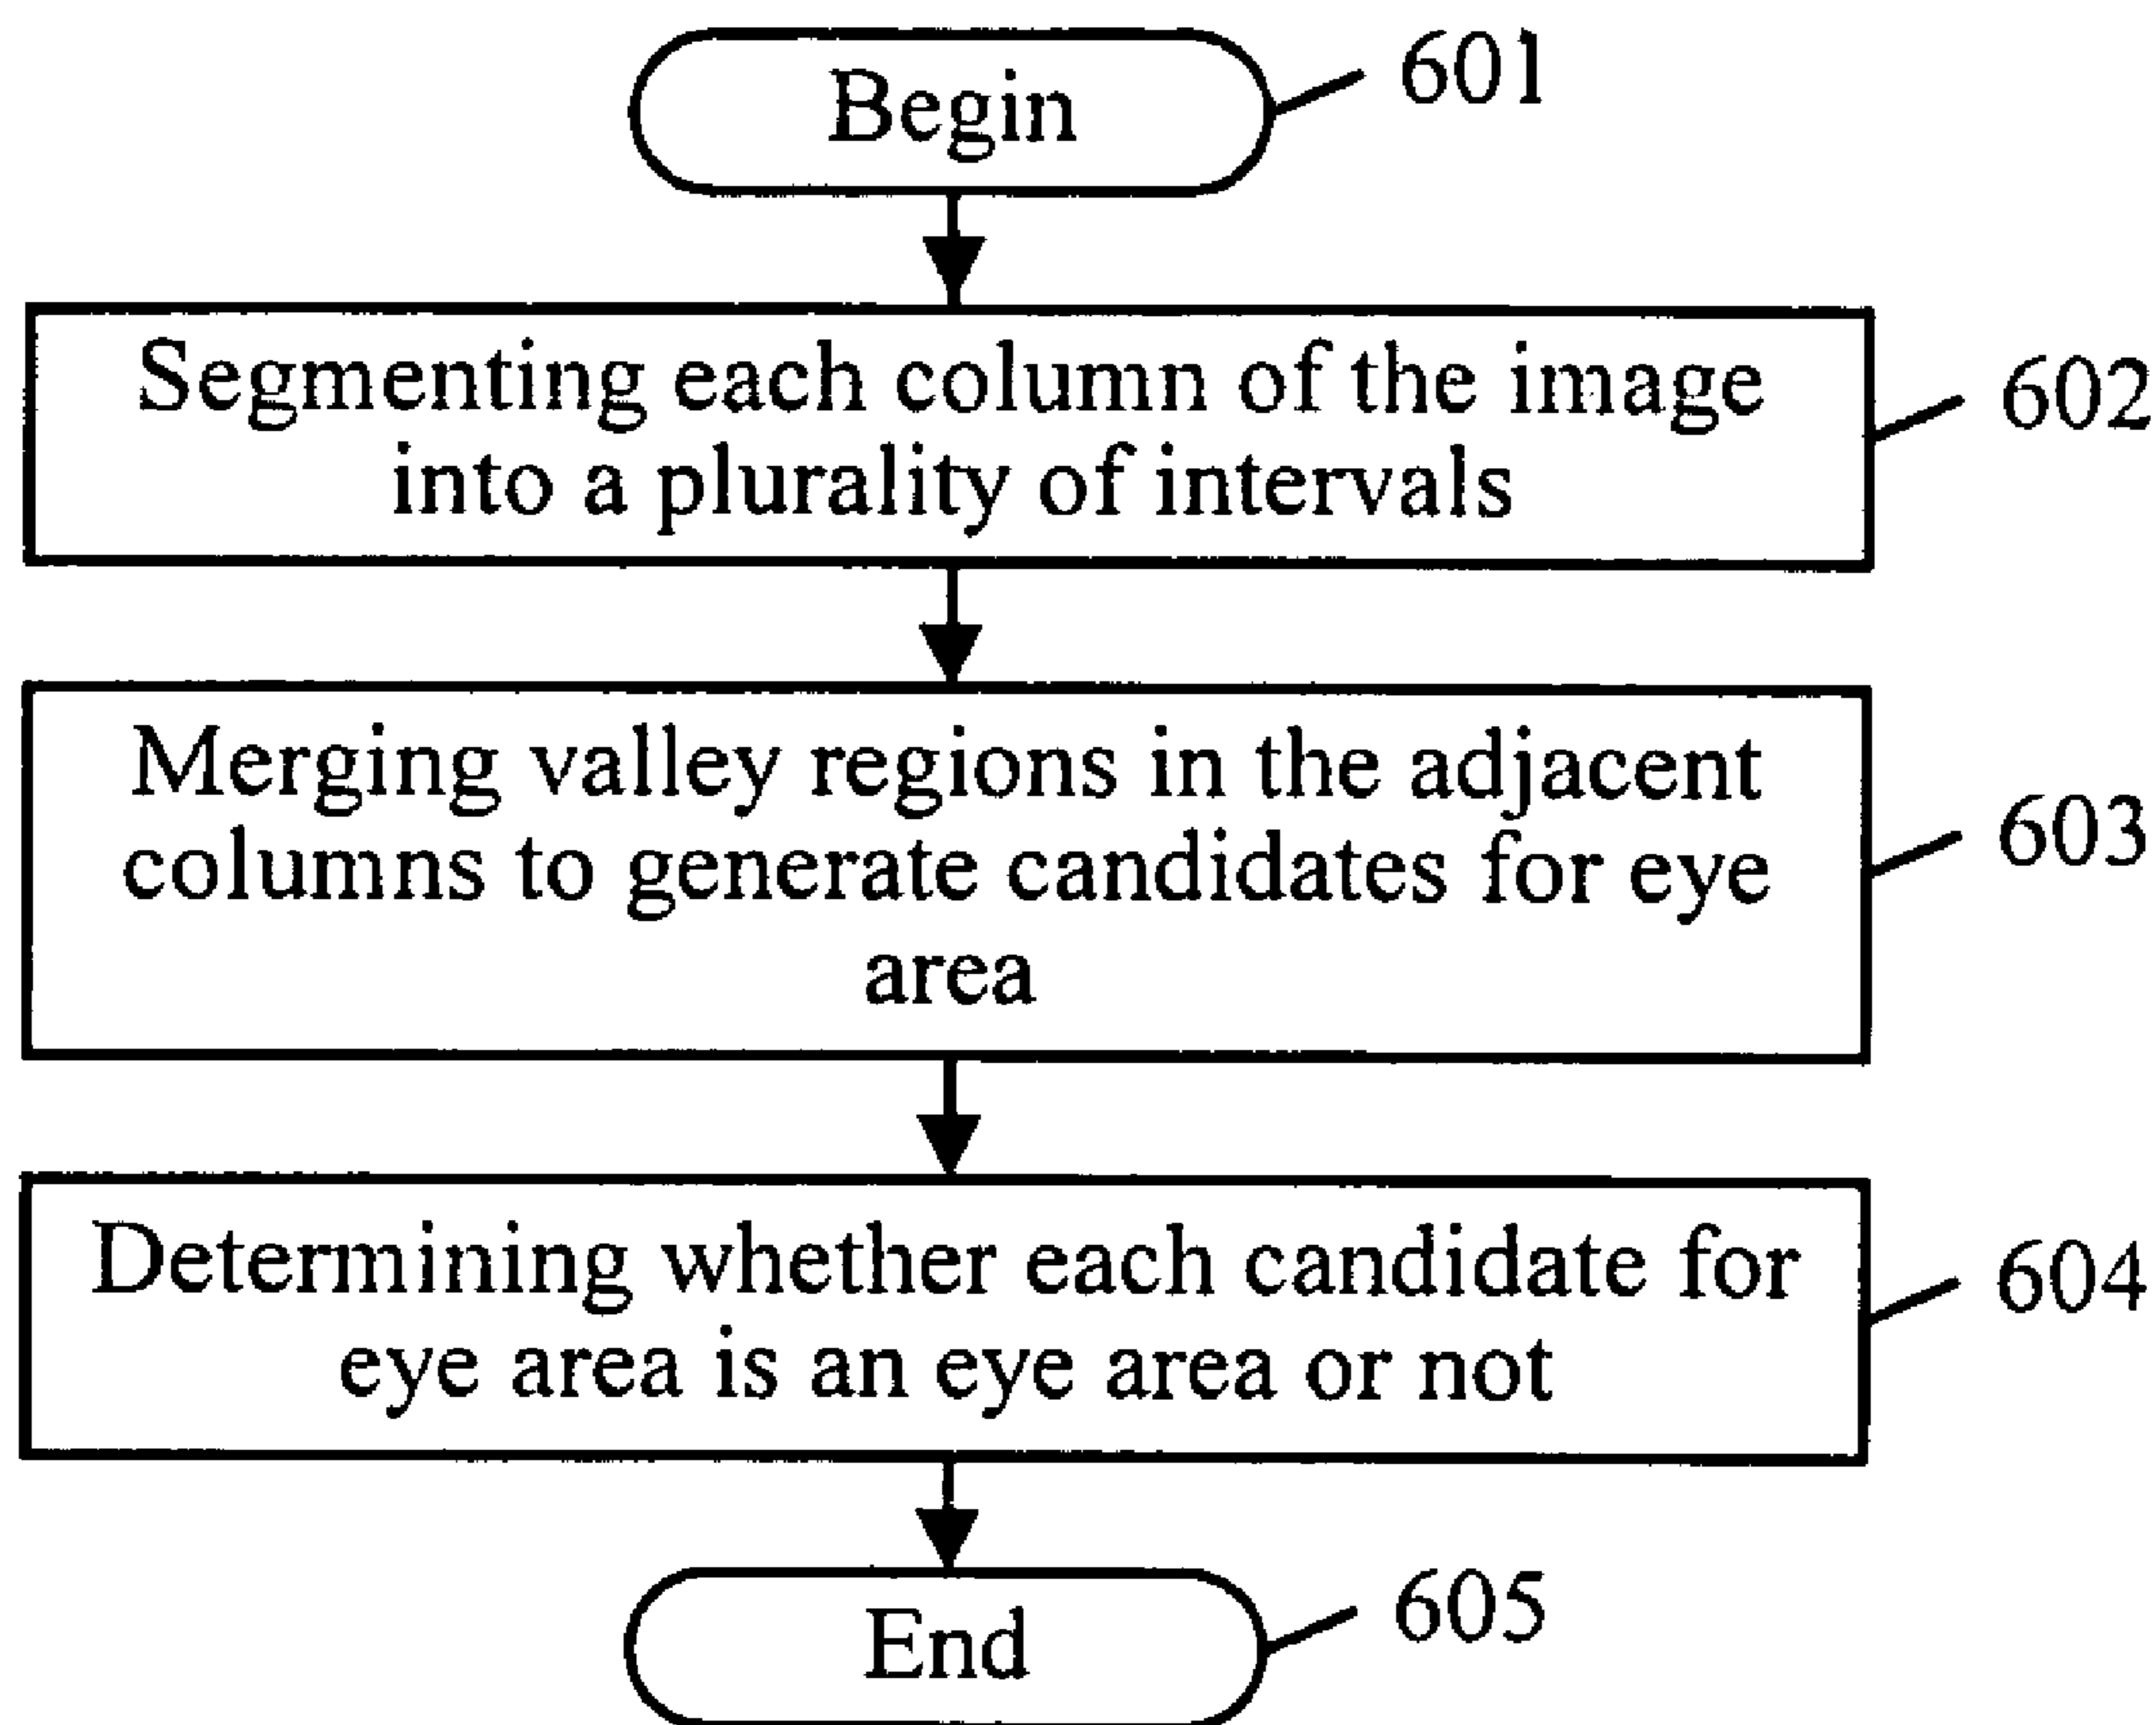 Begin
601
Segmenting each column of the image
into a plurality of intervals
602
Merging valley regions in the adjacent
columns to generate candidates for eye
area
603
Determining whether each candidate for
eye area is an eye area or not
604
End
605